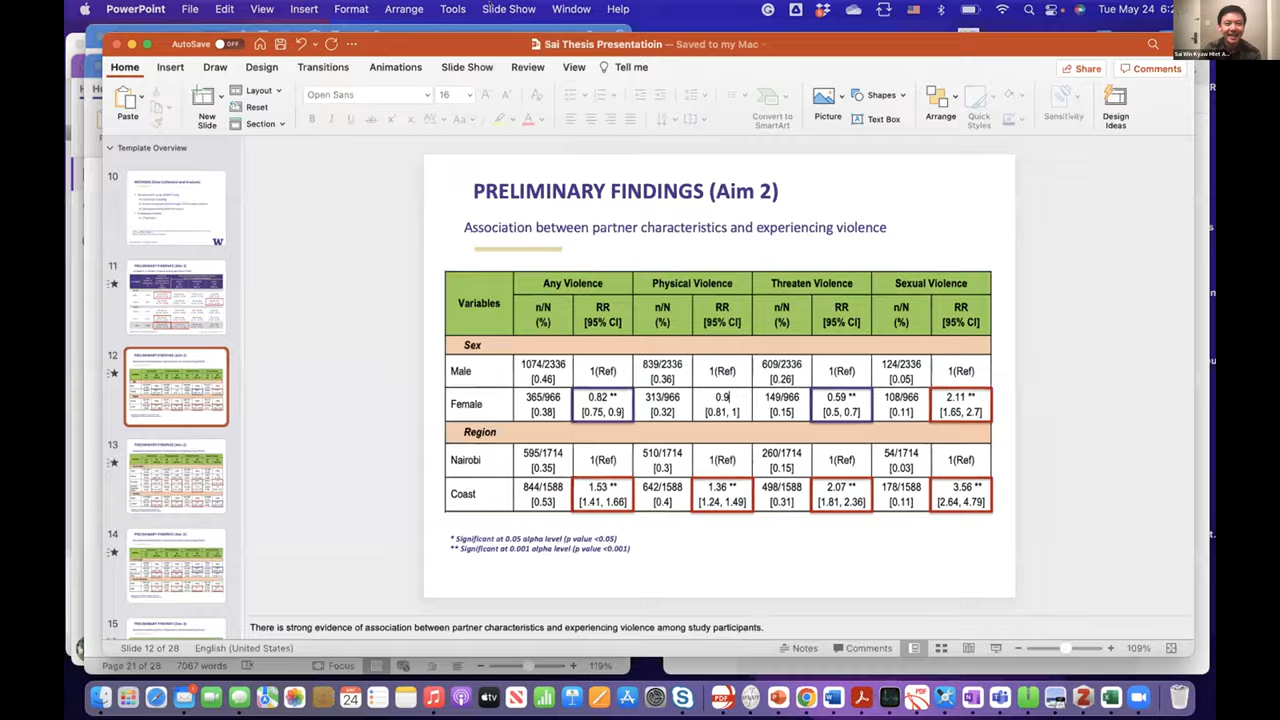 PowerPoint File Edit View Insert Format Arrange Tools Slide Show Window Help Tue May 24
Sai Win Kyaw Htet A...
AutoSave OFF Sai Thesis Presentatioin — Saved to my Mac
Home Insert Draw Design Transitions Animations Slide Show Review View Tell me Share Comments
Paste New Slide Layout Reset Section
Open Sans 16
Convert to SmartArt Picture Shapes Text Box Arrange Quick Styles Sensitivity Design Ideas
Template Overview
10
11
12
13
14
15
PRELIMINARY FINDINGS (Aim 2)
Association between partner characteristics and experiencing violence
Variables Any Violence Physical Violence Threaten Violence Sexual Violence
n/N (%) RR [95% CI] n/N (%) RR [95% CI] n/N (%) RR [95% CI] n/N (%) RR [95% CI]
Sex
Male 1074/2336 [0.46] 1(Ref) 839/2336 [0.36] 1(Ref) 609/2336 [0.26] 1(Ref) 124/2336 [0.05] 1(Ref)
Female 363/966 [0.38] 0.82 ** [0.75, 0.9] 313/966 [0.32] 0.9 [0.81, 1] 149/966 [0.15] 0.59 ** [0.5, 0.7] 108/966 [0.11] 2.11 ** [1.65, 2.7]
Region
Nairobi 595/1714 [0.35] 1(Ref) 510/1714 [0.3] 1(Ref) 260/1714 [0.15] 1(Ref) 54/1714 [0.03] 1(Ref)
Coast 844/1588 [0.53] 1.53 ** [1.41, 1.66] 642/1588 [0.4] 1.36 ** [1.24, 1.49] 498/1588 [0.31] 2.07 ** [1.81, 2.36] 178/1588 [0.11] 3.56 ** [2.64, 4.79]
* Significant at 0.05 alpha level (p value <0.05)
** Significant at 0.001 alpha level (p value <0.001)
There is strong evidence of association between partner characteristics and experiencing violence among study participants.
Slide 12 of 28 English (United States) Notes Comments 109%
Page 21 of 28 7067 words Focus 119%